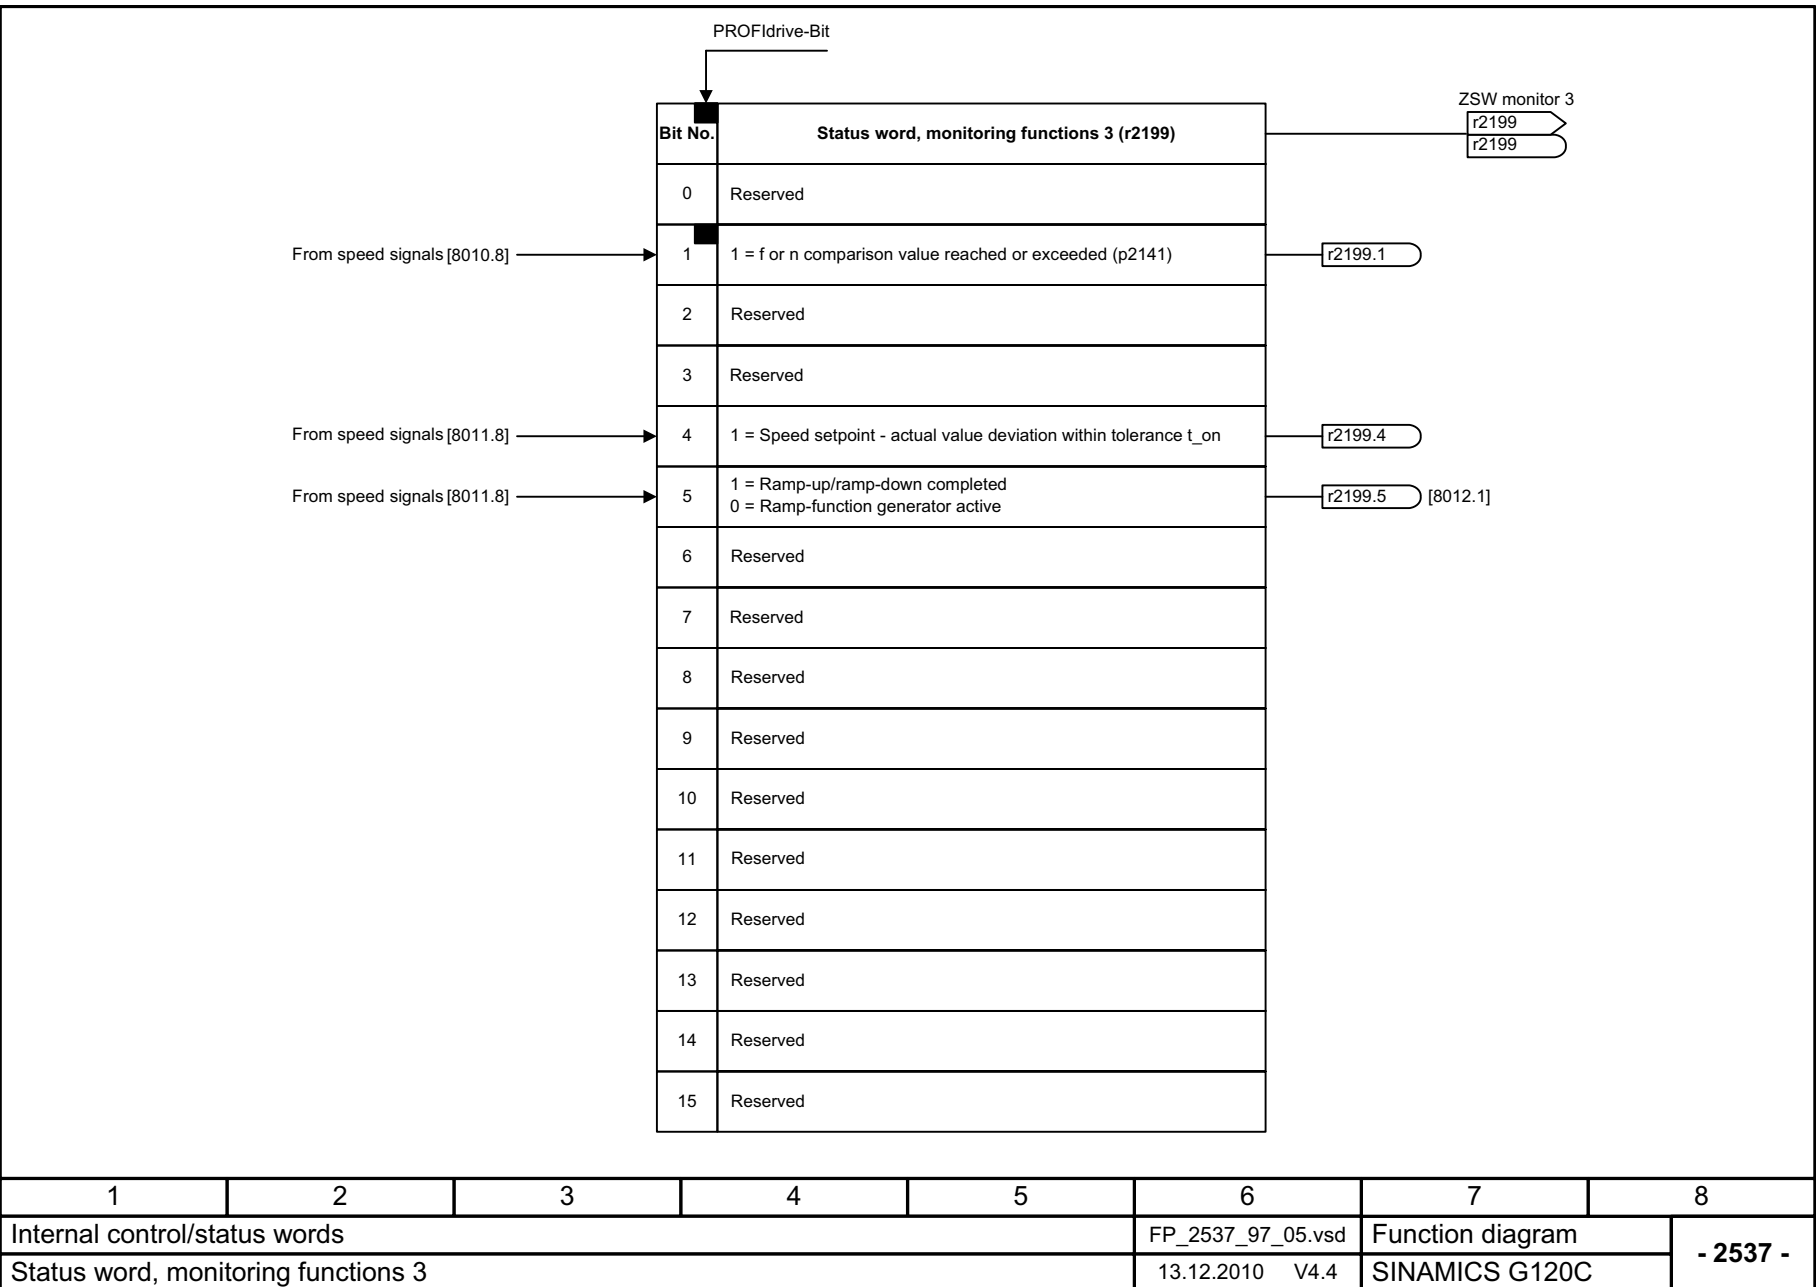 PROFIdrive-Bit
ZSW monitor 3
r2199
r2199
Bit No. Status word, monitoring functions 3 (r2199)
0 Reserved
From speed signals [8010.8] 1 1 = f or n comparison value reached or exceeded (p2141) r2199.1
2 Reserved
3 Reserved
From speed signals [8011.8] 4 1 = Speed setpoint - actual value deviation within tolerance t_on r2199.4
From speed signals [8011.8] 5 1 = Ramp-up/ramp-down completed
0 = Ramp-function generator active r2199.5 [8012.1]
6 Reserved
7 Reserved
8 Reserved
9 Reserved
10 Reserved
11 Reserved
12 Reserved
13 Reserved
14 Reserved
15 Reserved
1 2 3 4 5 6 7 8
Internal control/status words FP_2537_97_05.vsd Function diagram - 2537 -
Status word, monitoring functions 3 13.12.2010 V4.4 SINAMICS G120C